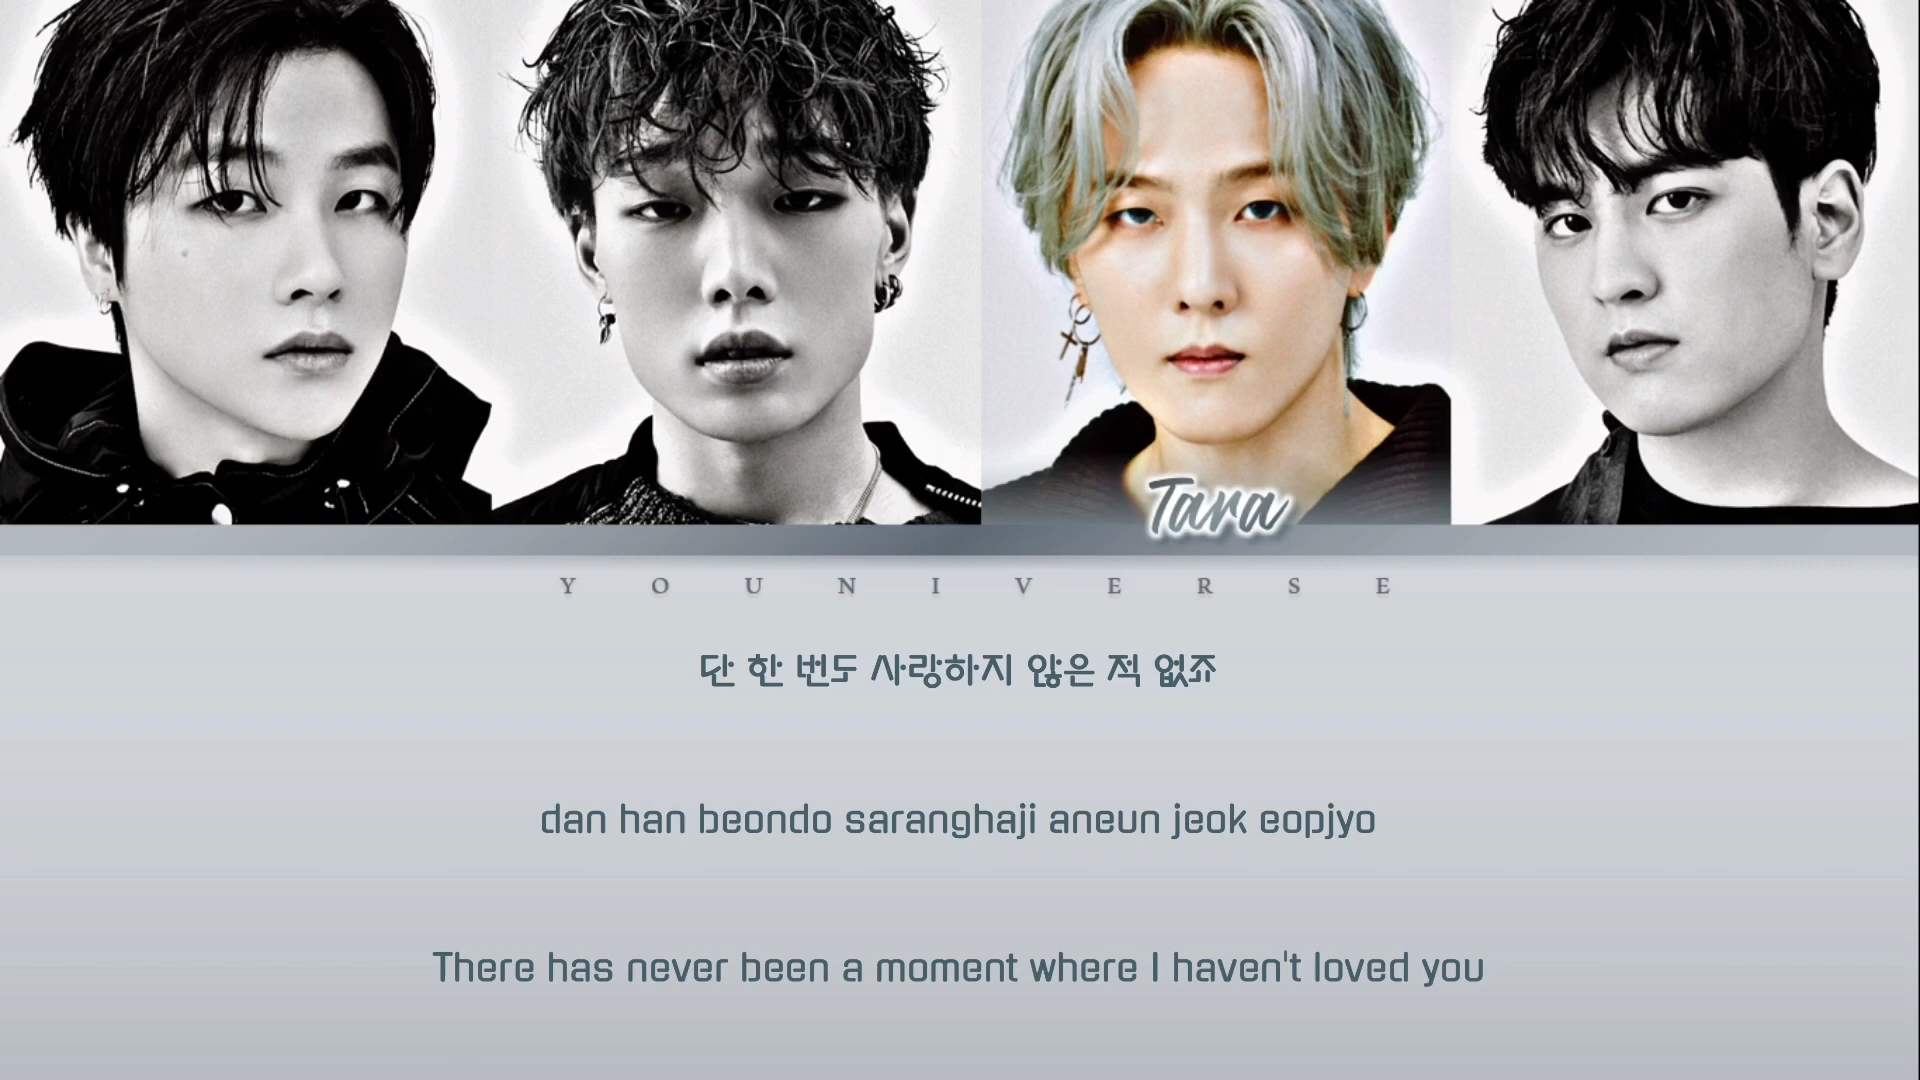 Tara
YOUNIVERSE
단 한 번도 사랑하지 않은 적 없죠
dan han beondo saranghaji aneun jeok eopjyo
There has never been a moment where I haven't loved you